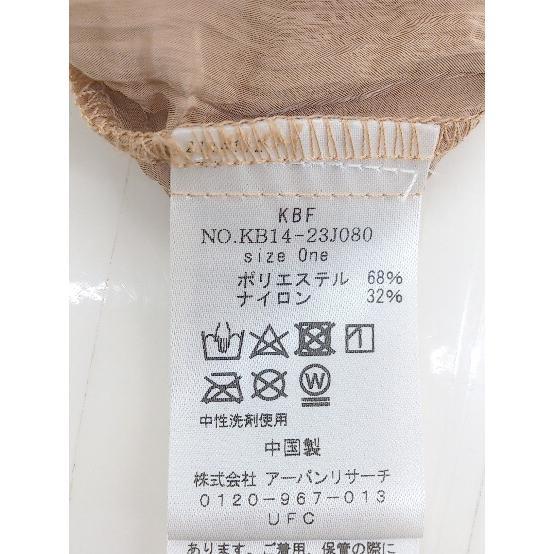 KBF
NO.KB14-23J080
size One
ポリエステル 68%
ナイロン 32%
W
中性洗剤使用
中国製
株式会社 アーバンリサーチ
0120-967-013
UFC
あります。ご着用、保管の際に